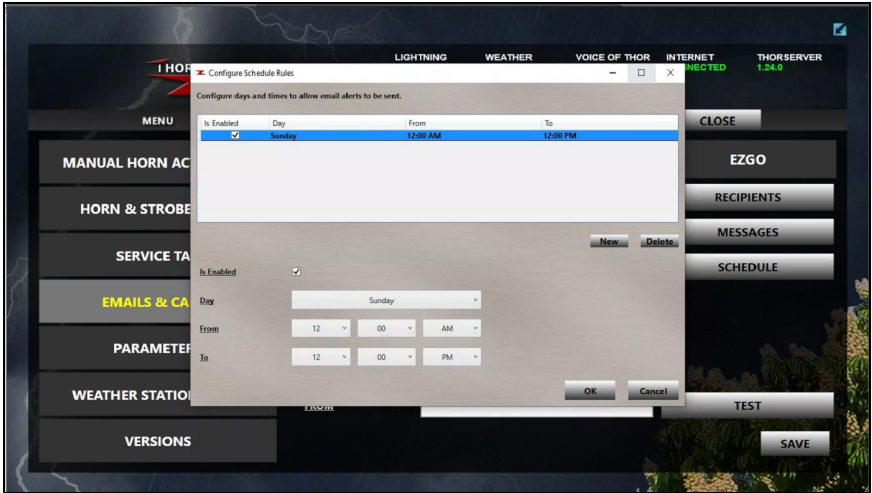 LIGHTNING WEATHER VOICE OF THOR INTERNET THORSERVER
THOR NNECTED 1.24.0
Configure Schedule Rules
Configure days and times to allow email alerts to be sent.
MENU CLOSE
Is Enabled Day From To
Sunday 12:00 AM 12:00 PM
MANUAL HORN AC EZGO
RECIPIENTS
HORN & STROBE
MESSAGES
New Delete
SERVICE TA
SCHEDULE
Is Enabled
EMAILS & CA
Day Sunday
From 12 00 AM
PARAMETER
To 12 00 PM
OK Cancel
WEATHER STATIO
FROM
TEST
VERSIONS
SAVE